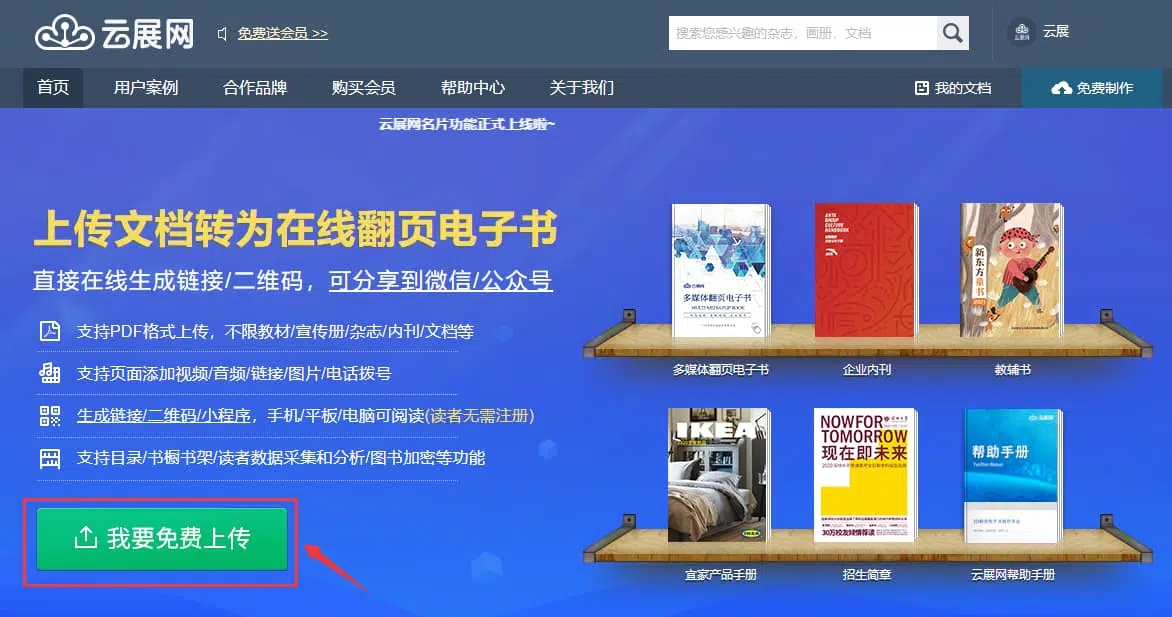 云展网
免费送会员 >>
搜索您感兴趣的杂志、画册、文档
云展
首页
用户案例
合作品牌
购买会员
帮助中心
关于我们
我的文档
免费制作
云展网名片功能正式上线啦~
上传文档转为在线翻页电子书
直接在线生成链接/二维码，可分享到微信/公众号
支持PDF格式上传，不限教材/宣传册/杂志/内刊/文档等
支持页面添加视频/音频/链接/图片/电话拨号
生成链接/二维码/小程序，手机/平板/电脑可阅读(读者无需注册)
支持目录/书橱书架/读者数据采集和分析/图书加密等功能
我要免费上传
多媒体翻页电子书
MULTI MEDIA FLIP BOOK
ANTA
GROUP
CULTURE
HANDBOOK
新东方童书
多媒体翻页电子书
企业内刊
教辅书
IKEA
NOWFOR
TOMORROW
现在即未来
30万校友倾情荐读
帮助手册
宜家产品手册
招生简章
云展网帮助手册